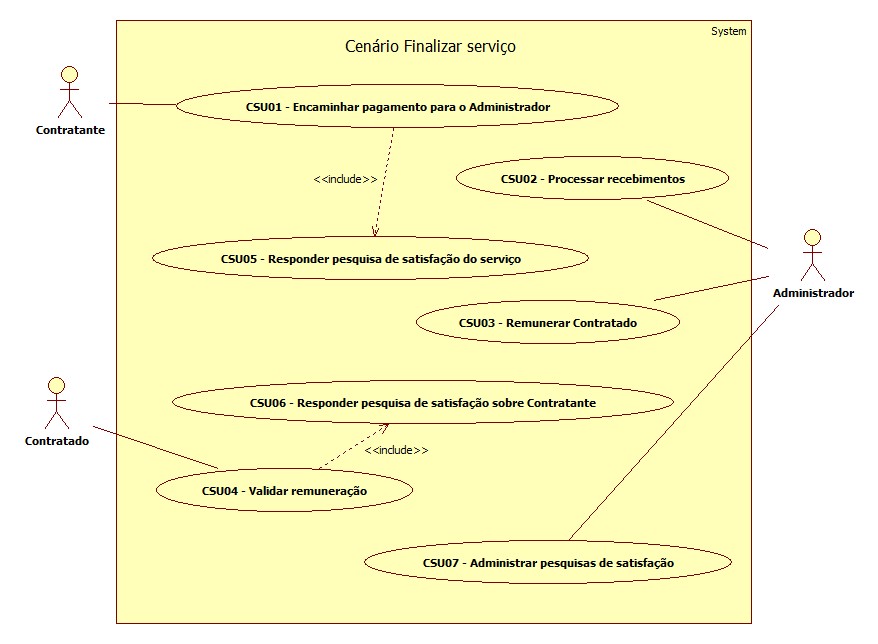 System
Cenário Finalizar serviço
CSU01 - Encaminhar pagamento para o Administrador
Contratante
<<include>>
CSU02 - Processar recebimentos
CSU05 - Responder pesquisa de satisfação do serviço
Administrador
CSU03 - Remunerar Contratado
CSU06 - Responder pesquisa de satisfação sobre Contratante
Contratado
<<include>>
CSU04 - Validar remuneração
CSU07 - Administrar pesquisas de satisfação